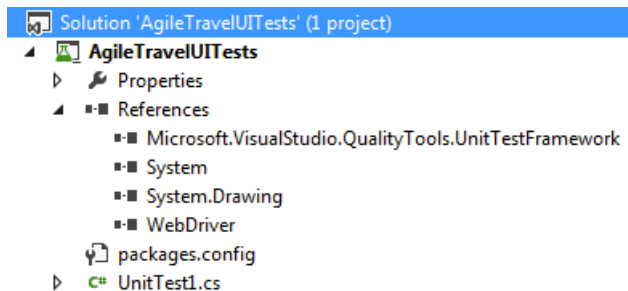 Solution 'AgileTravelUITests' (1 project)
AgileTravelUITests
Properties
References
Microsoft.VisualStudio.QualityTools.UnitTestFramework
System
System.Drawing
WebDriver
packages.config
C# UnitTest1.cs